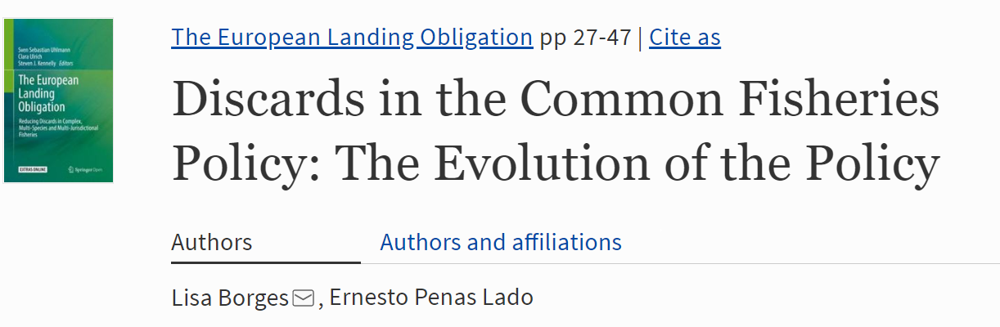 Sven Sebastian Uhlmann
Clara Ulrich
Steven J. Kennelly Editors
The European
Landing
Obligation
Reducing Discards in Complex,
Multi-Species and Multi-Jurisdictional
Fisheries
EXTRAS ONLINE
Springer Open
The European Landing Obligation pp 27-47 | Cite as
Discards in the Common Fisheries
Policy: The Evolution of the Policy
Authors
Authors and affiliations
Lisa Borges, Ernesto Penas Lado